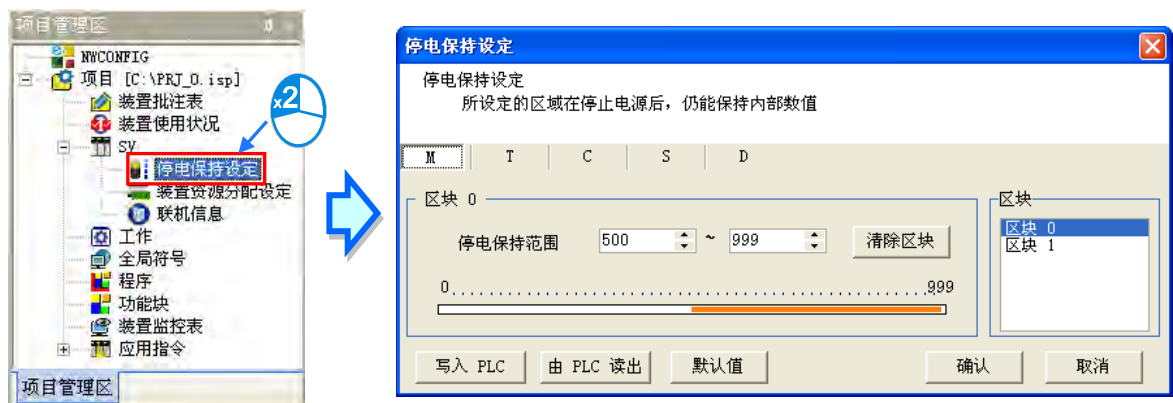 项目管理区
NWCONFIG
项目 [C:\PRJ_0.isp]
装置批注表
装置使用状况
x2
SV
停电保持设定
装置资源分配设定
联机信息
工作
全局符号
程序
功能块
装置监控表
应用指令
项目管理区
停电保持设定
停电保持设定
所设定的区域在停止电源后，仍能保持内部数值
M T C S D
区块 0
停电保持范围 500 ~ 999 清除区块
0 999
区块
区块 0
区块 1
写入 PLC 由 PLC 读出 默认值 确认 取消